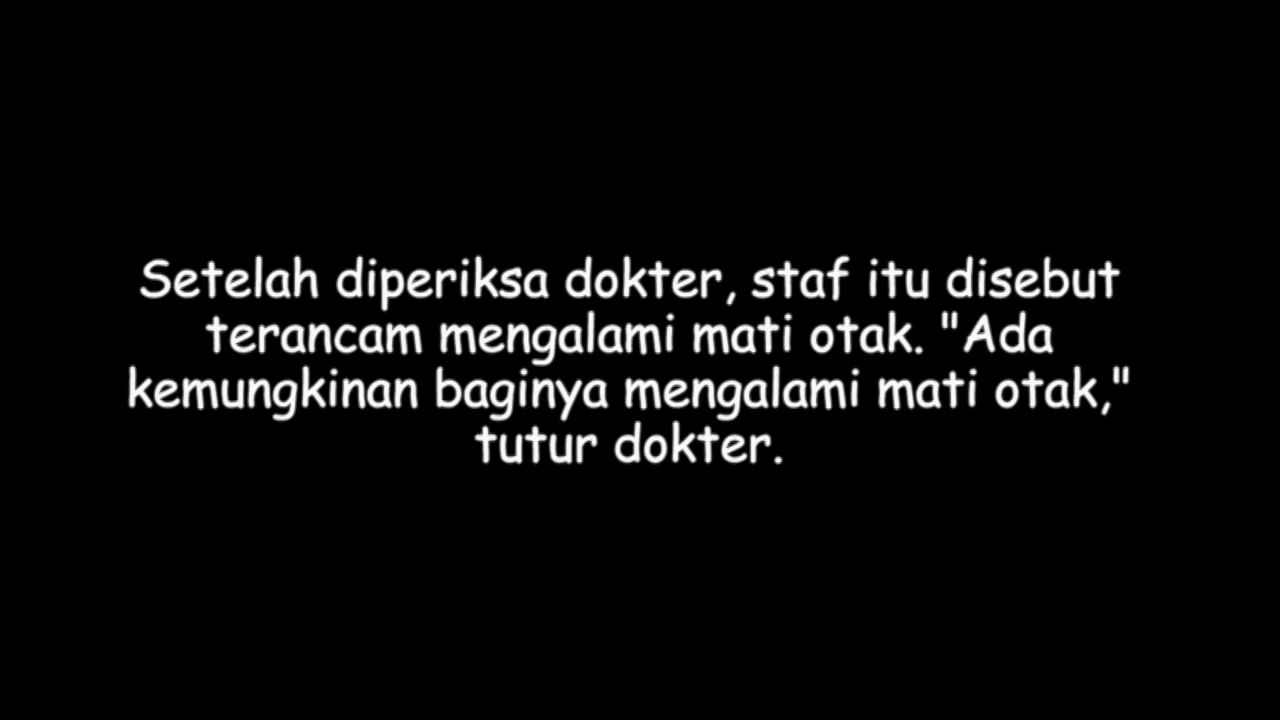 Setelah diperiksa dokter, staf itu disebut
terancam mengalami mati otak. "Ada
kemungkinan baginya mengalami mati otak,"
tutur dokter.